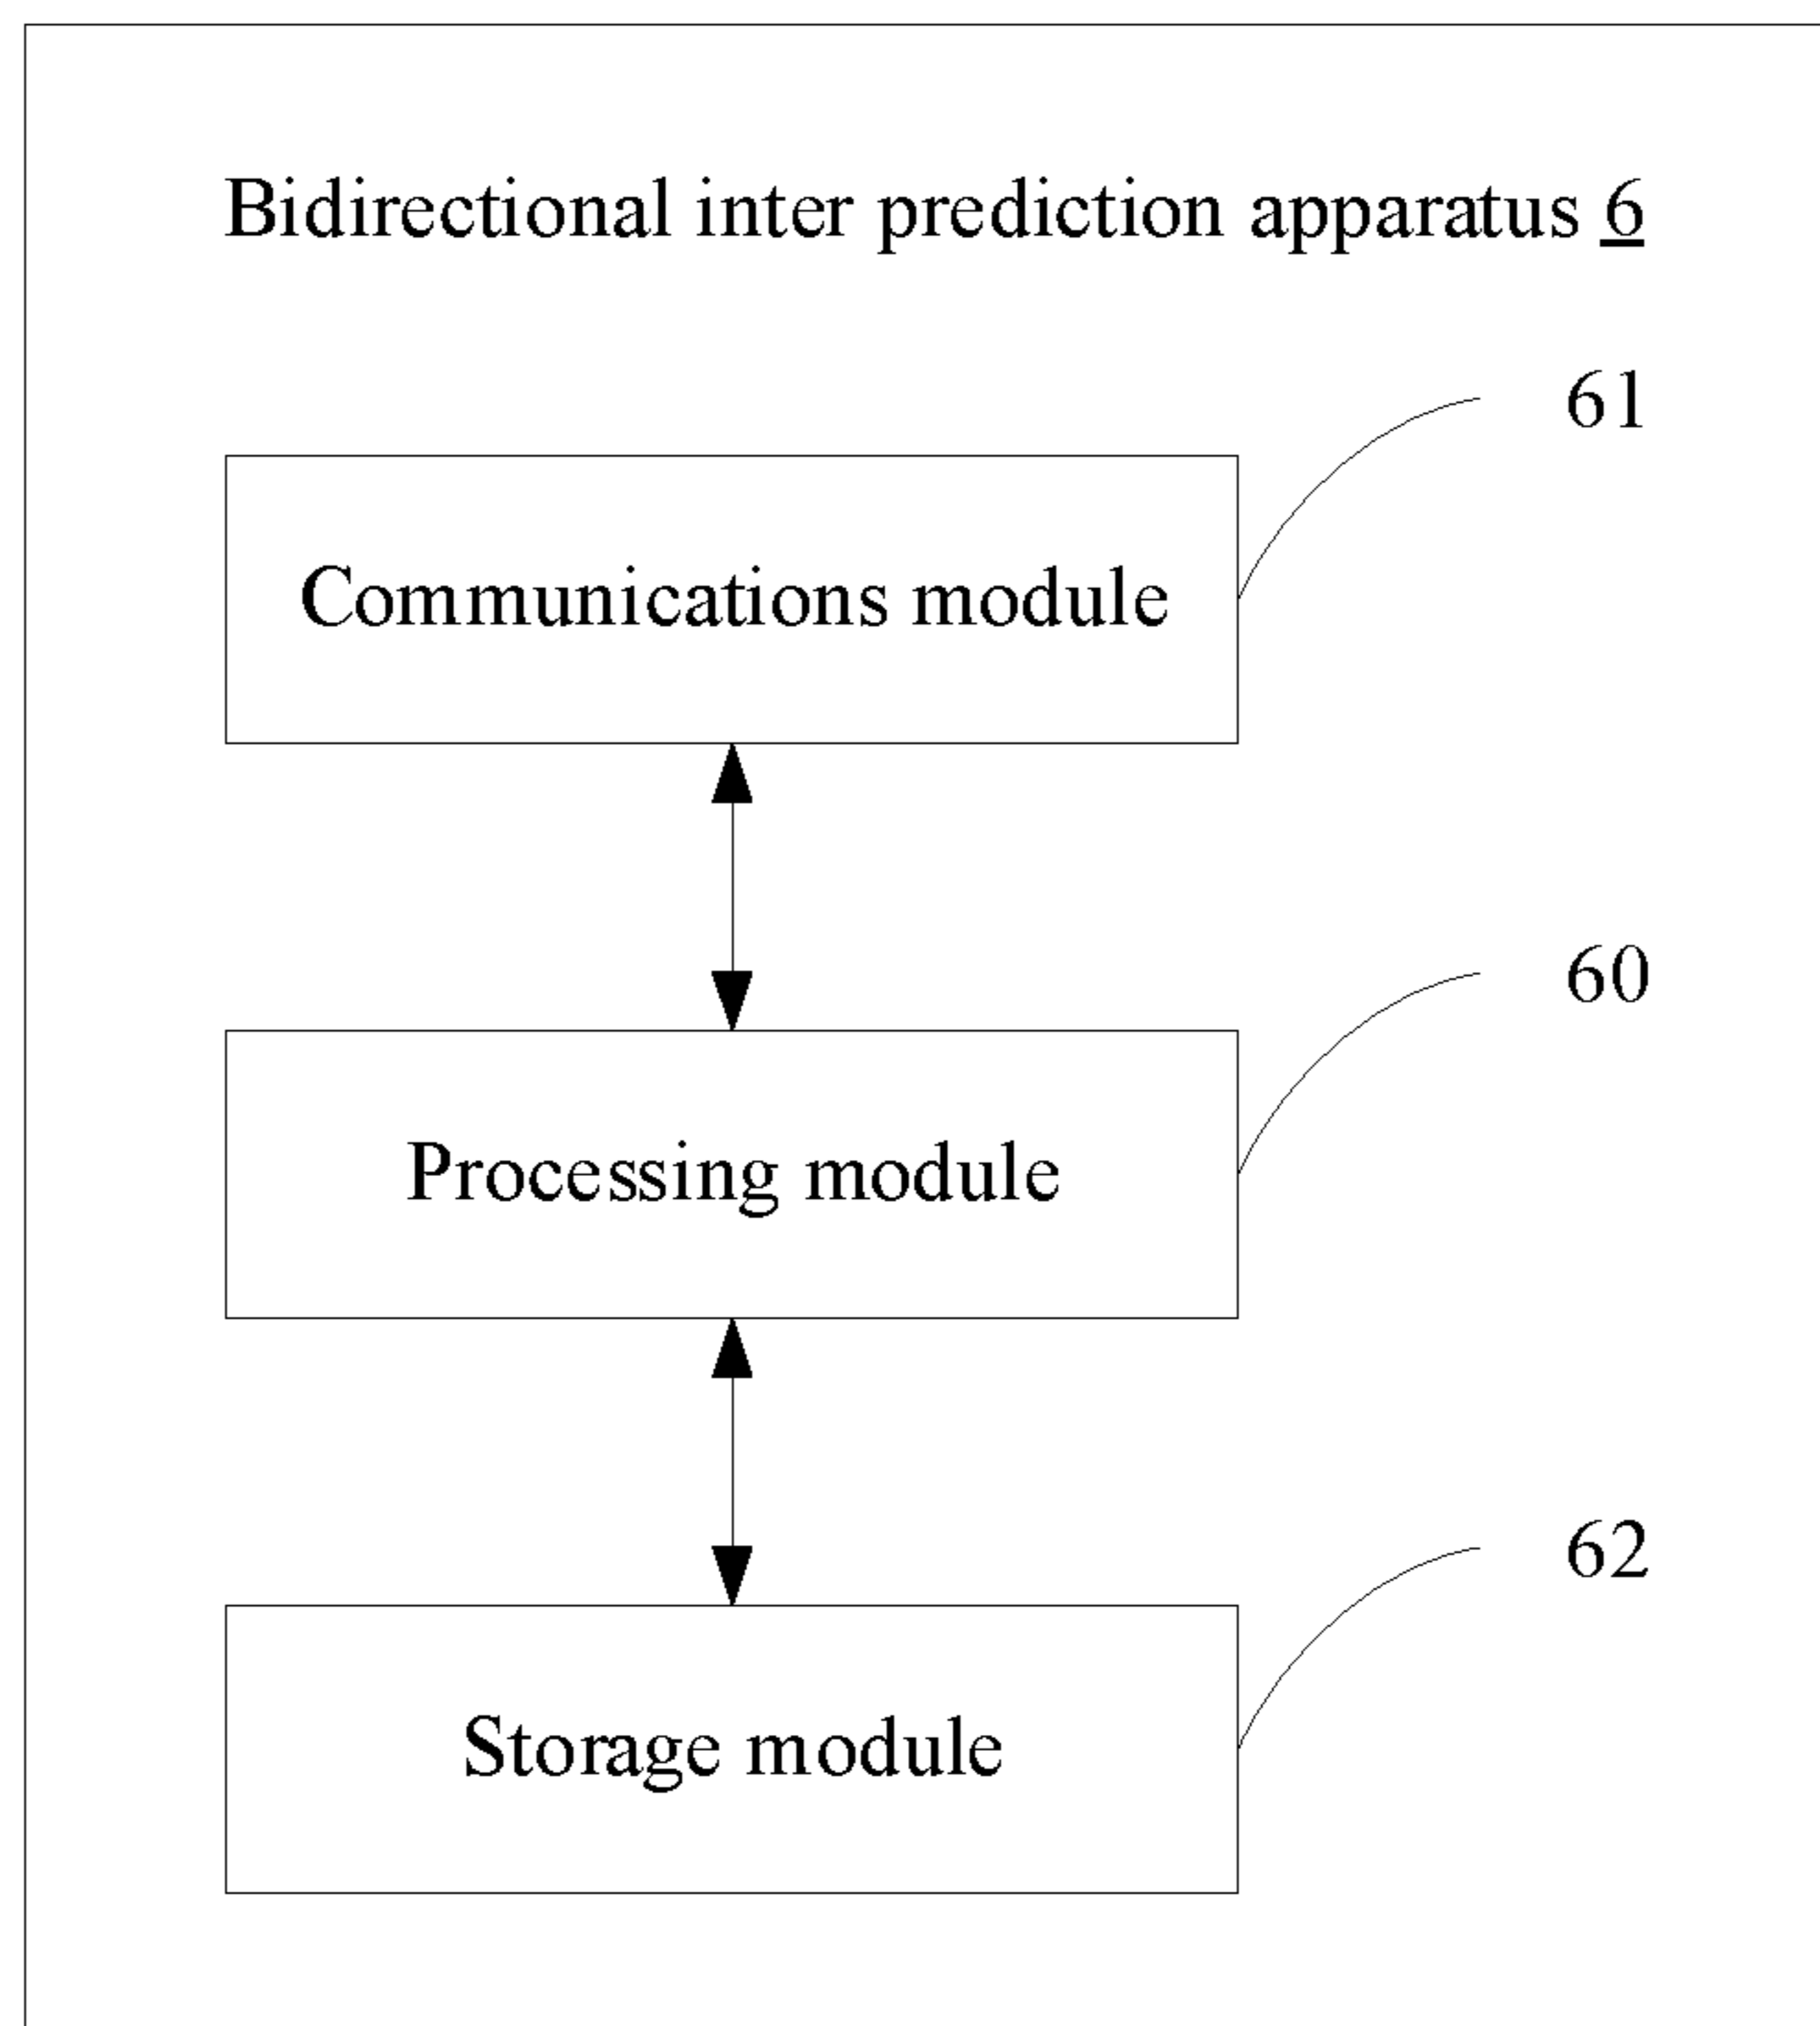 Bidirectional inter prediction apparatus 6
61
Communications module
60
Processing module
62
Storage module